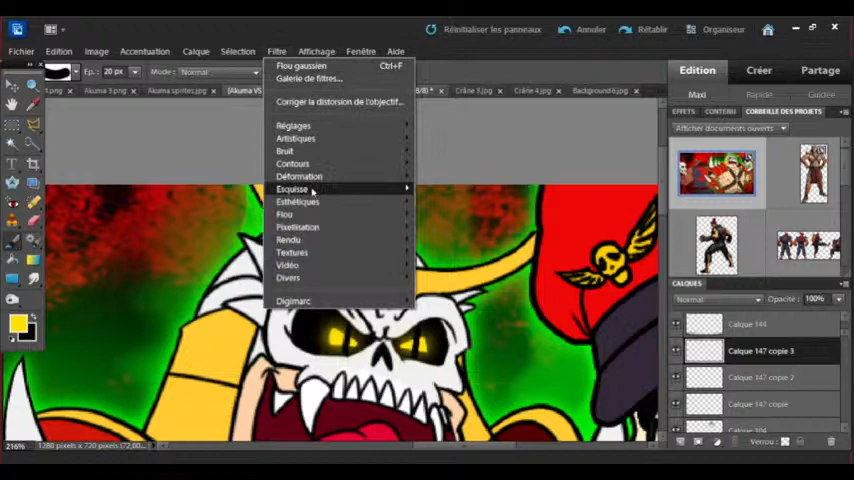 Réinitialiser les panneaux
Annuler
Rétablir
Organiseur
Fichier Edition Image Accentuation Calque Sélection Filtre Affichage Fenêtre Aide
Edition Créer Partage
Ep. : 20 px Mode : Normal
Maxi Rapide Guidée
Flou gaussien Ctrl+F
Galerie de filtres...
Corriger la distorsion de l'objectif...
Réglages
Artistiques
Bruit
Contours
Déformation
Esquisse
Esthétiques
Flou
Pixellisation
Rendu
Textures
Vidéo
Divers
Digimarc
Akuma 3.png Akuma sprites.jpg Crâne 3.jpg Crâne 4.jpg Background6.jpg
EFFETS CONTENU CORBEILLE DES PROJETS
Afficher documents ouverts
CALQUES
Normal Opacité : 100%
Calque 144
Calque 147 copie 3
Calque 147 copie 2
Calque 147 copie
Verrou :
216% 1280 pixels x 720 pixels (72,00...